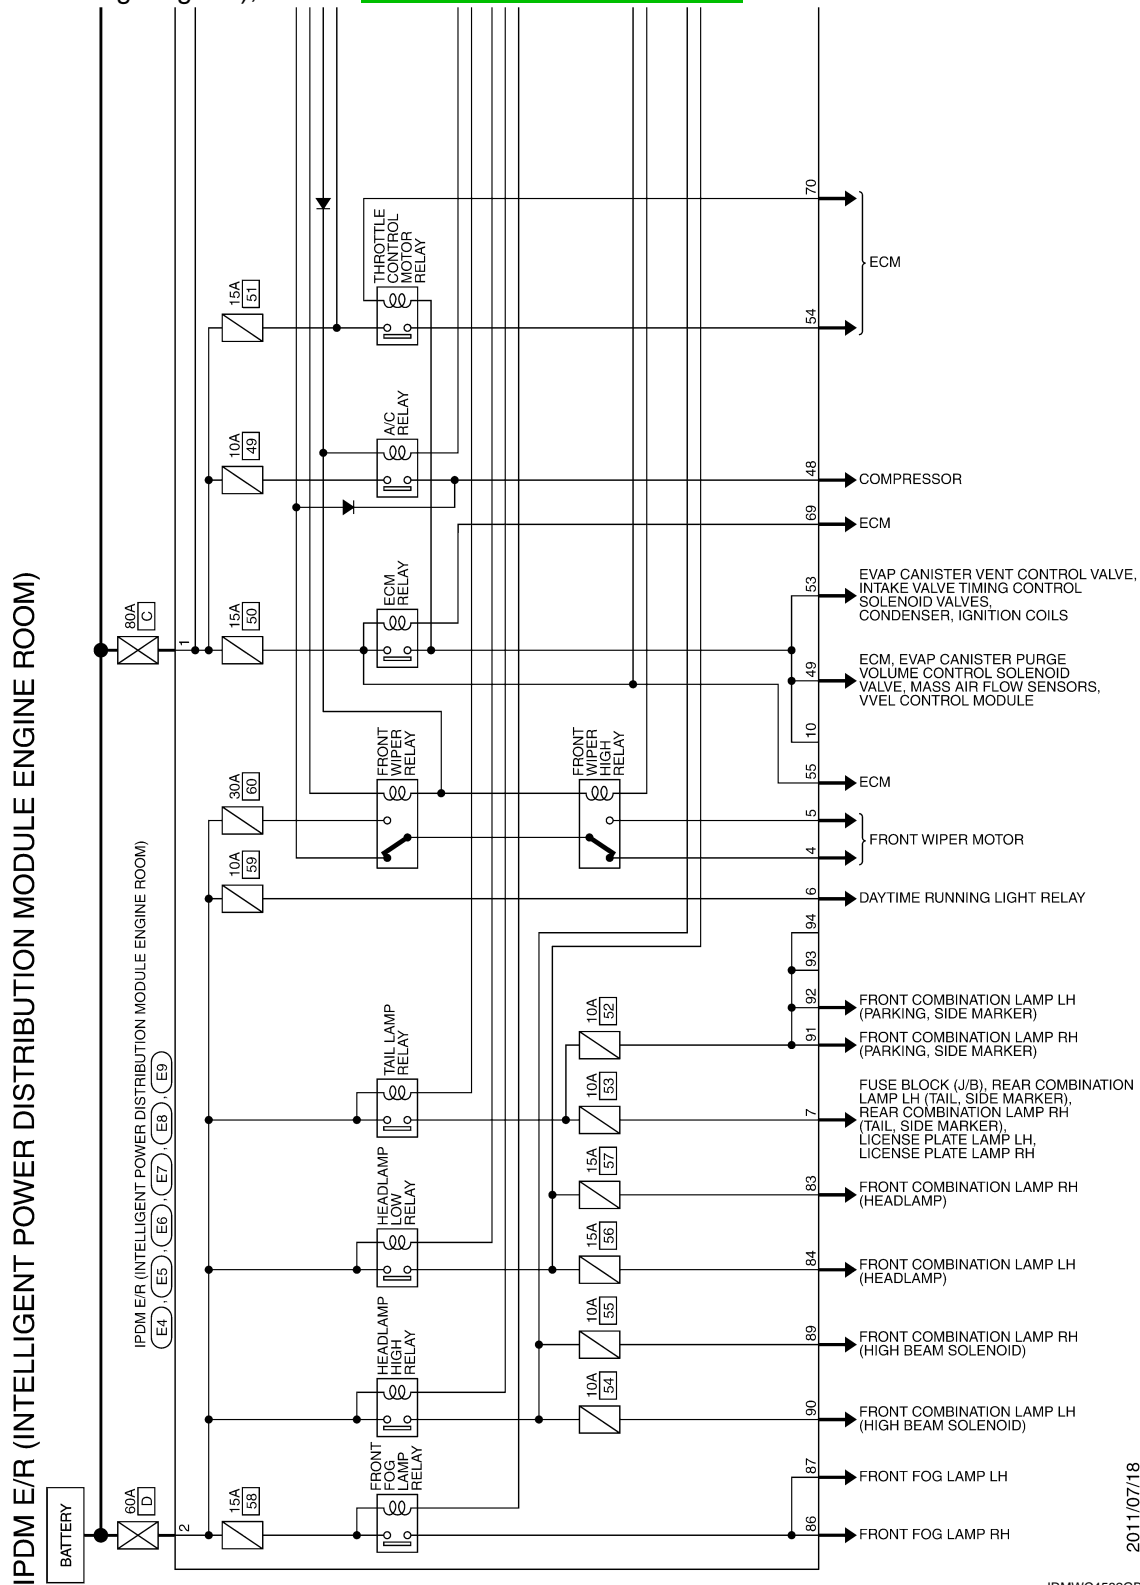 IPDM E/R (INTELLIGENT POWER DISTRIBUTION MODULE ENGINE ROOM)
BATTERY
80A
C
60A
D
1
2
IPDM E/R (INTELLIGENT POWER DISTRIBUTION MODULE ENGINE ROOM)
E4 , E5 , E6 , E7 , E8 , E9
15A
51
10A
49
15A
50
30A
60
10A
59
15A
58
THROTTLE
CONTROL
MOTOR
RELAY
A/C
RELAY
ECM
RELAY
FRONT
WIPER
RELAY
FRONT
WIPER
HIGH
RELAY
TAIL LAMP
RELAY
HEADLAMP
LOW
RELAY
HEADLAMP
HIGH
RELAY
FRONT
FOG
LAMP
RELAY
10A
52
10A
53
15A
57
15A
56
10A
55
10A
54
70
54
ECM
48
COMPRESSOR
69
ECM
53
EVAP CANISTER VENT CONTROL VALVE,
INTAKE VALVE TIMING CONTROL
SOLENOID VALVES,
CONDENSER, IGNITION COILS
49
ECM, EVAP CANISTER PURGE
VOLUME CONTROL SOLENOID
VALVE, MASS AIR FLOW SENSORS,
VVEL CONTROL MODULE
10
55
ECM
5
4
FRONT WIPER MOTOR
6
DAYTIME RUNNING LIGHT RELAY
94
93
92
FRONT COMBINATION LAMP LH
(PARKING, SIDE MARKER)
91
FRONT COMBINATION LAMP RH
(PARKING, SIDE MARKER)
7
FUSE BLOCK (J/B), REAR COMBINATION
LAMP LH (TAIL, SIDE MARKER),
REAR COMBINATION LAMP RH
(TAIL, SIDE MARKER),
LICENSE PLATE LAMP LH,
LICENSE PLATE LAMP RH
83
FRONT COMBINATION LAMP RH
(HEADLAMP)
84
FRONT COMBINATION LAMP LH
(HEADLAMP)
89
FRONT COMBINATION LAMP RH
(HIGH BEAM SOLENOID)
90
FRONT COMBINATION LAMP LH
(HIGH BEAM SOLENOID)
87
FRONT FOG LAMP LH
86
FRONT FOG LAMP RH
2011/07/18